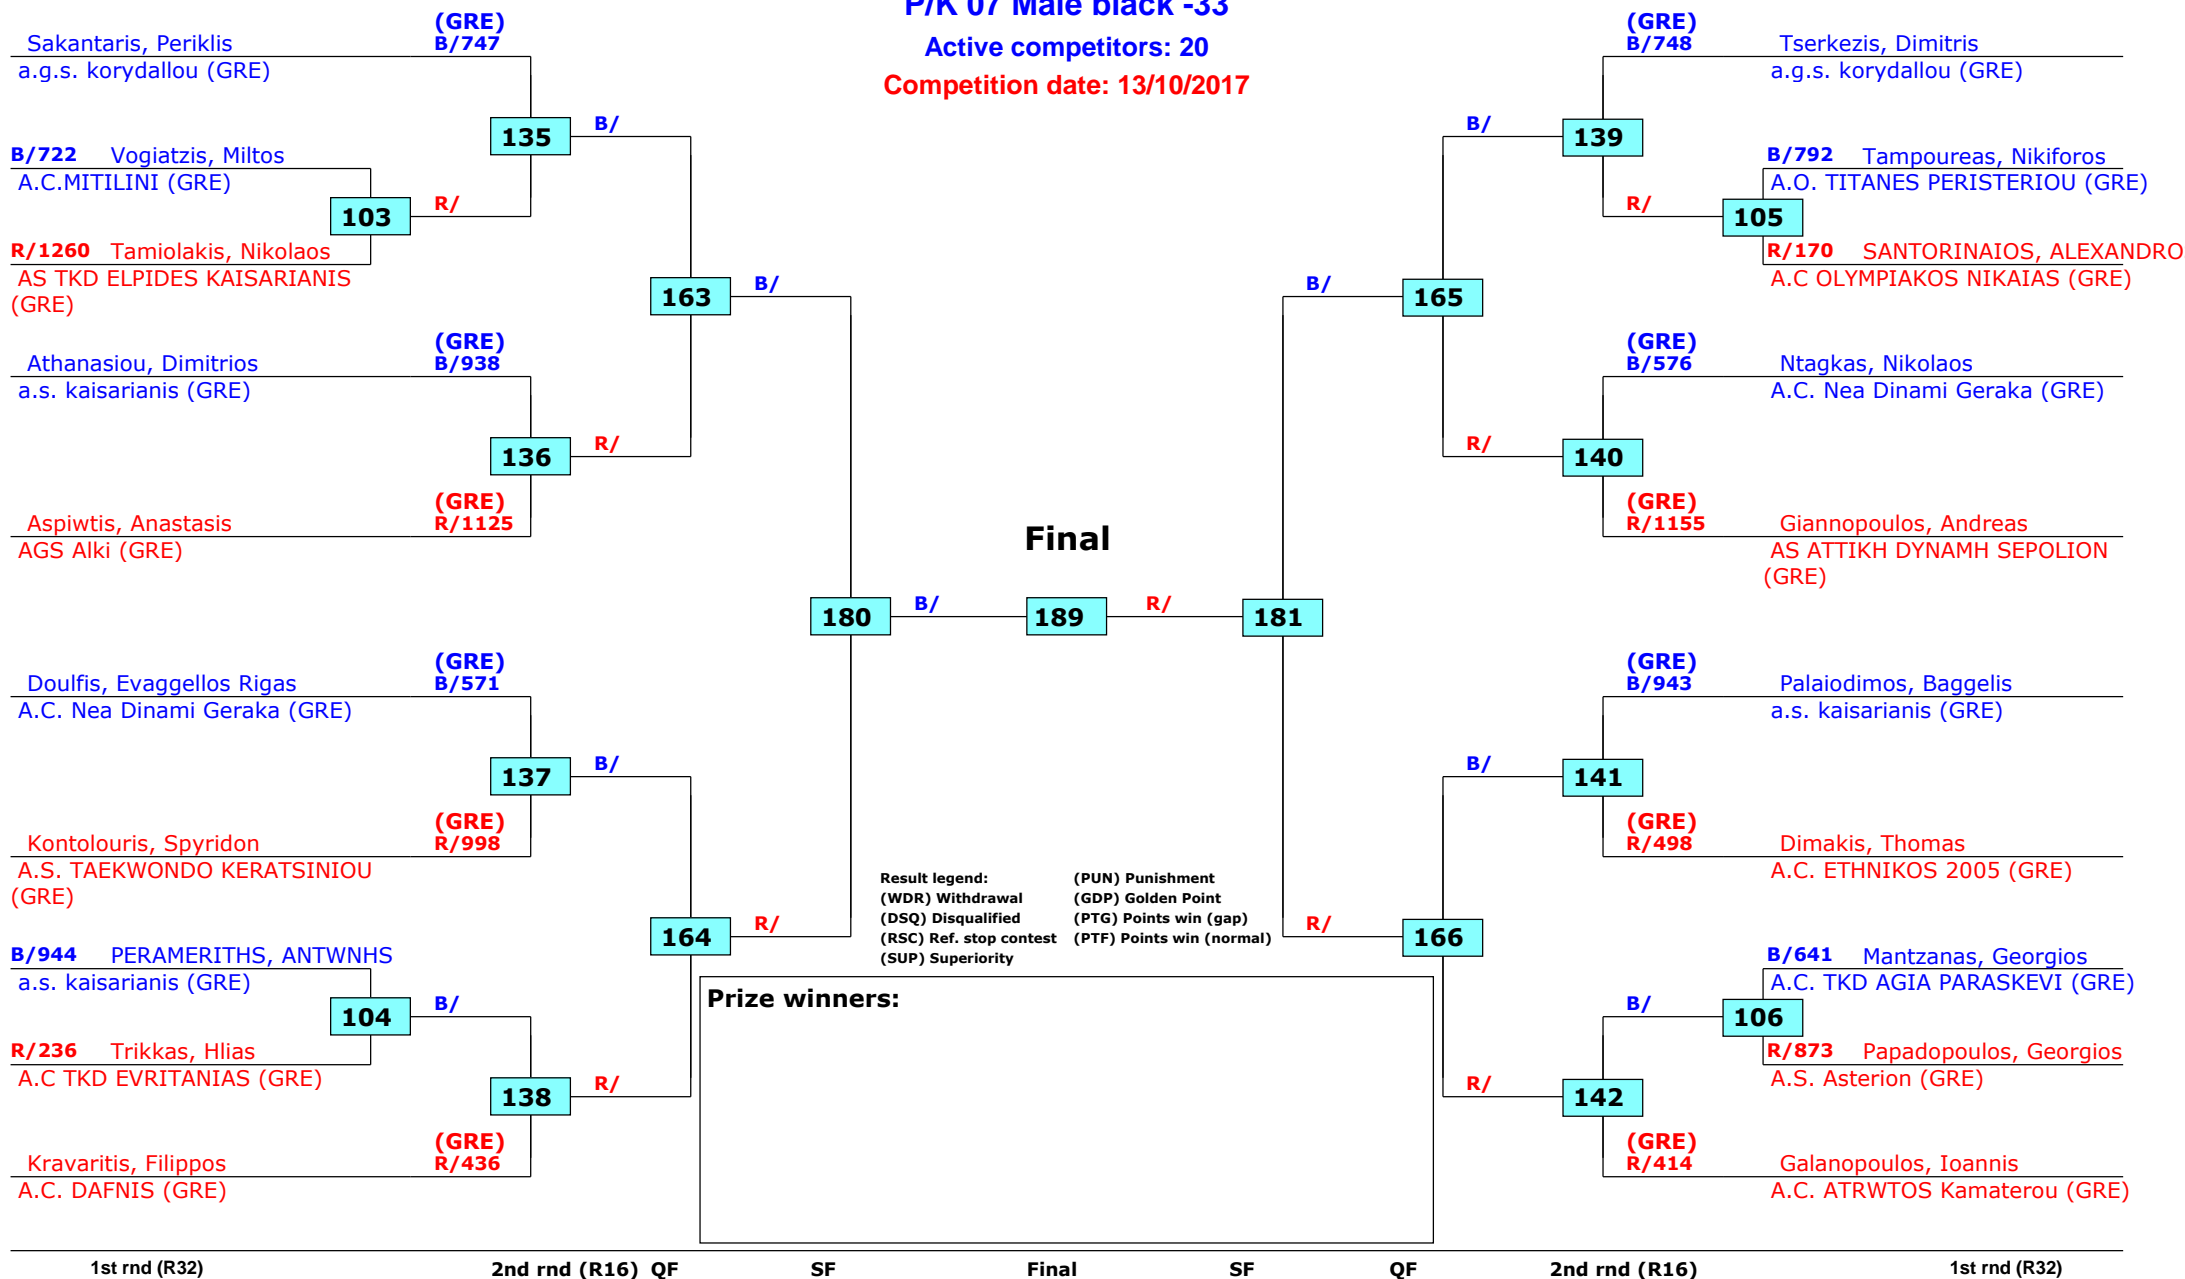 P/K 07 Male black -33
Active competitors: 20
Competition date: 13/10/2017
(GRE)
Sakantaris, Periklis B/747
a.g.s. korydallou (GRE)
135
B/
B/722 Vogiatzis, Miltos
A.C.MITILINI (GRE)
103
R/
R/1260 Tamiolakis, Nikolaos
AS TKD ELPIDES KAISARIANIS
(GRE)
163
B/
(GRE)
Athanasiou, Dimitrios B/938
a.s. kaisarianis (GRE)
136
R/
(GRE)
Aspiwtis, Anastasis R/1125
AGS Alki (GRE)
180
B/
(GRE)
Doulfis, Evaggellos Rigas B/571
A.C. Nea Dinami Geraka (GRE)
137
B/
(GRE)
Kontolouris, Spyridon R/998
A.S. TAEKWONDO KERATSINIOU
(GRE)
164
R/
B/944 PERAMERITHS, ANTWNHS
a.s. kaisarianis (GRE)
104
B/
R/236 Trikkas, Hlias
A.C TKD EVRITANIAS (GRE)
138
R/
(GRE)
Kravaritis, Filippos R/436
A.C. DAFNIS (GRE)
Final
189
(GRE)
B/748 Tserkezis, Dimitris
a.g.s. korydallou (GRE)
B/
139
B/792 Tampoureas, Nikiforos
A.O. TITANES PERISTERIOU (GRE)
R/
105
R/170 SANTORINAIOS, ALEXANDRO
A.C OLYMPIAKOS NIKAIAS (GRE)
B/
165
(GRE)
B/576 Ntagkas, Nikolaos
A.C. Nea Dinami Geraka (GRE)
R/
140
(GRE)
R/1155 Giannopoulos, Andreas
AS ATTIKH DYNAMH SEPOLION
(GRE)
R/
181
(GRE)
B/943 Palaiodimos, Baggelis
a.s. kaisarianis (GRE)
B/
141
(GRE)
R/498 Dimakis, Thomas
A.C. ETHNIKOS 2005 (GRE)
R/
166
B/641 Mantzanas, Georgios
A.C. TKD AGIA PARASKEVI (GRE)
B/
106
R/873 Papadopoulos, Georgios
A.S. Asterion (GRE)
R/
142
(GRE)
R/414 Galanopoulos, Ioannis
A.C. ATRWTOS Kamaterou (GRE)
Result legend: (PUN) Punishment
(WDR) Withdrawal (GDP) Golden Point
(DSQ) Disqualified (PTG) Points win (gap)
(RSC) Ref. stop contest (PTF) Points win (normal)
(SUP) Superiority
Prize winners:
1st rnd (R32) 2nd rnd (R16) QF SF Final SF QF 2nd rnd (R16) 1st rnd (R32)